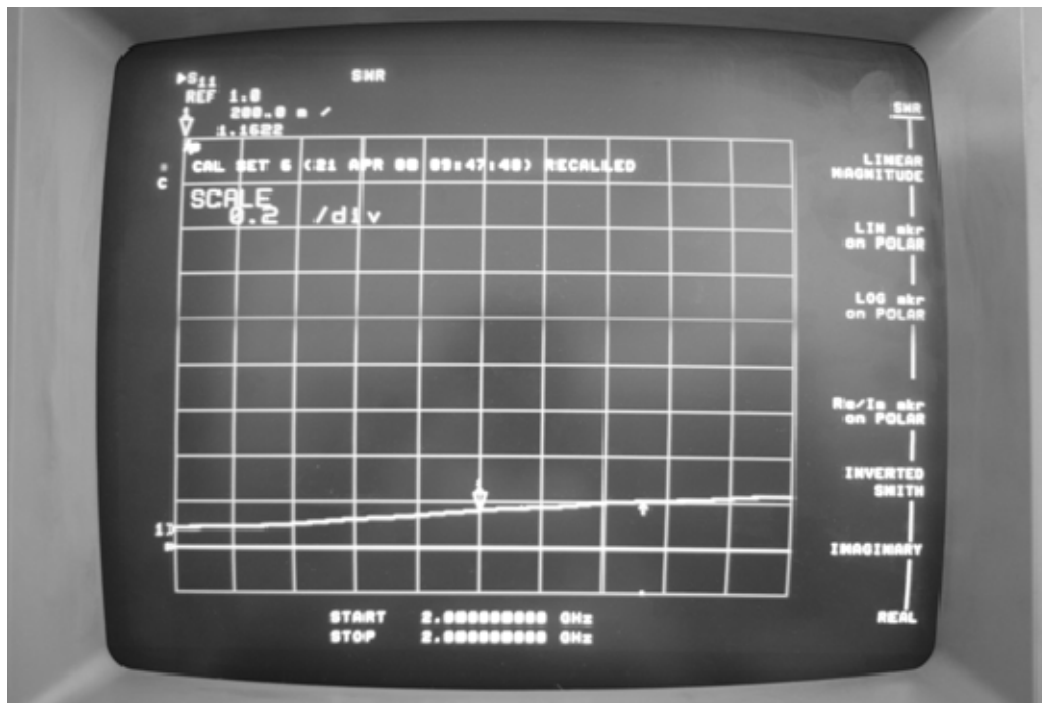 ►S11 SWR
REF 1.0
200.0 m /
1.1622
C
CAL SET 6 (21 APR 08 09:47:48) RECALLED
SCALE
0.2 /div
1
START 2.000000000 GHz
STOP 2.000000000 GHz
SWR
LINEAR
MAGNITUDE
LIN mkr
on POLAR
LOG mkr
on POLAR
Re/Im mkr
on POLAR
INVERTED
SMITH
IMAGINARY
REAL